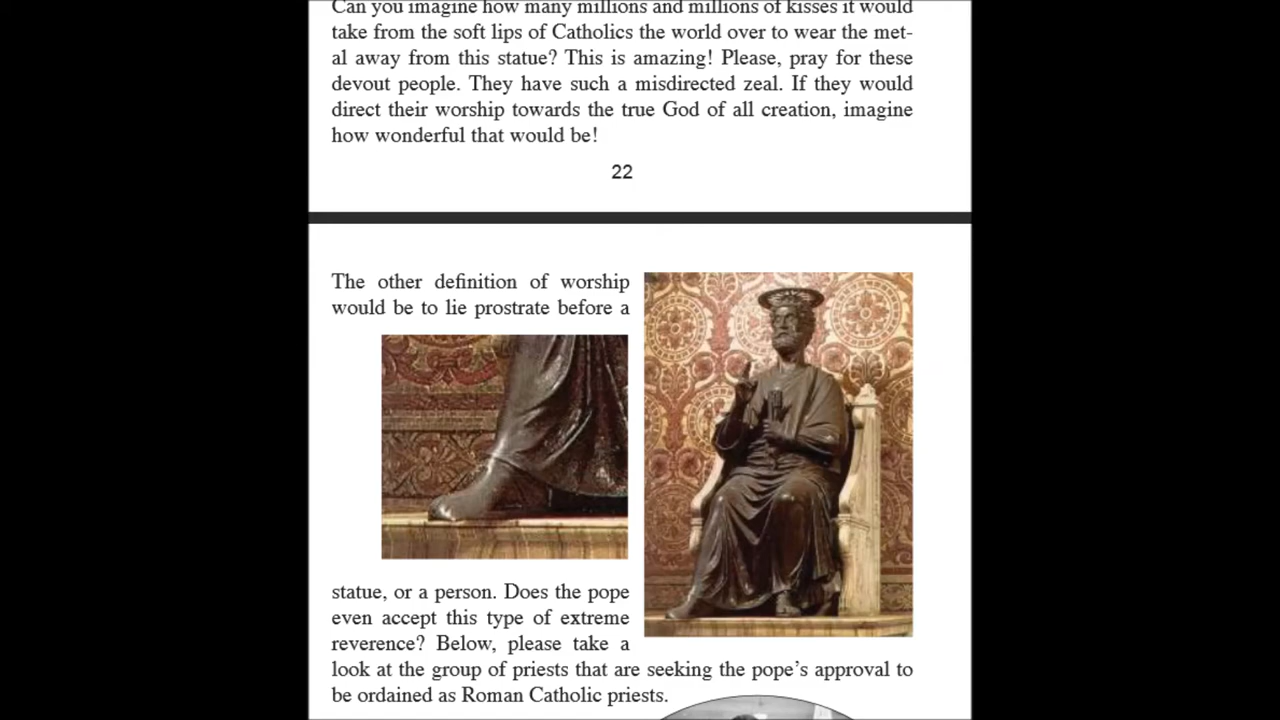 Can you imagine how many millions and millions of kisses it would
take from the soft lips of Catholics the world over to wear the met-
al away from this statue? This is amazing! Please, pray for these
devout people. They have such a misdirected zeal. If they would
direct their worship towards the true God of all creation, imagine
how wonderful that would be!
22
The other definition of worship
would be to lie prostrate before a
statue, or a person. Does the pope
even accept this type of extreme
reverence? Below, please take a
look at the group of priests that are seeking the pope’s approval to
be ordained as Roman Catholic priests.